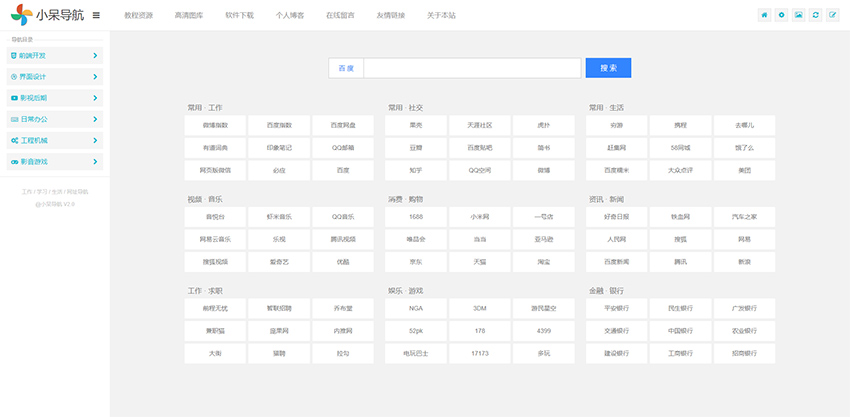 小呆导航
教程资源 高清图库 软件下载 个人博客 在线留言 友情链接 关于本站
导航目录
前端开发
界面设计
影视后期
日常办公
工程机械
影音游戏
工作 / 学习 / 生活 / 网址导航
@小呆导航 V2.0
百度 搜索
常用 · 工作
微博指数 百度指数 百度网盘
有道词典 印象笔记 QQ邮箱
网页版微信 必应 百度
常用 · 社交
莱壳 天涯社区 虎扑
豆瓣 百度贴吧 简书
知乎 QQ空间 微博
常用 · 生活
穷游 携程 去哪儿
赶集网 58同城 饿了么
百度糯米 大众点评 美团
视频 · 音乐
音悦台 虾米音乐 QQ音乐
网易云音乐 乐视 腾讯视频
搜狐视频 爱奇艺 优酷
消费 · 购物
1688 小米网 一号店
唯品会 当当 亚马逊
京东 天猫 淘宝
资讯 · 新闻
好奇日报 铁血网 汽车之家
人民网 搜狐 网易
百度新闻 腾讯 新浪
工作 · 求职
前程无忧 智联招聘 乔布堂
兼职猫 应果网 内推网
大街 猎聘 拉勾
娱乐 · 游戏
NGA 3DM 游民星空
52pk 178 4399
电玩巴士 17173 多玩
金融 · 银行
平安银行 民生银行 广发银行
交通银行 中国银行 农业银行
建设银行 工商银行 招商银行